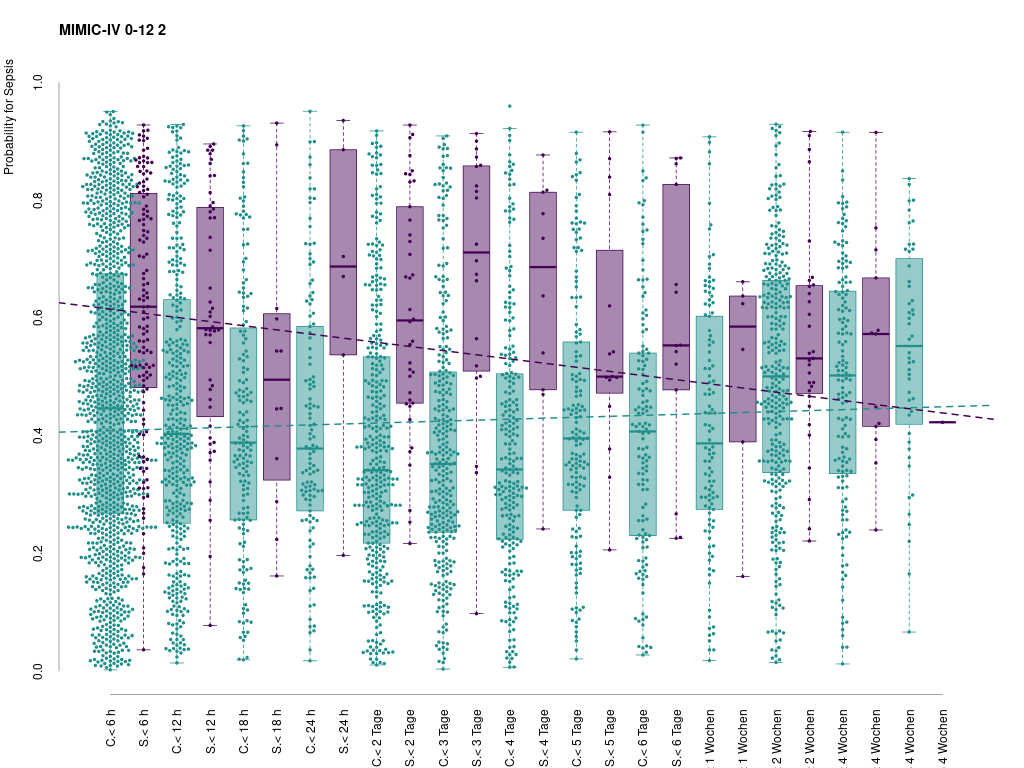 MIMIC-IV 0-12 2
Probability for Sepsis
1.0
0.8
0.6
0.4
0.2
0.0
C.< 6 h
S.< 6 h
C.< 12 h
S.< 12 h
C.< 18 h
S.< 18 h
C.< 24 h
S.< 24 h
C.< 2 Tage
S.< 2 Tage
C.< 3 Tage
S.< 3 Tage
C.< 4 Tage
S.< 4 Tage
C.< 5 Tage
S.< 5 Tage
C.< 6 Tage
S.< 6 Tage
1 Wochen
1 Wochen
2 Wochen
2 Wochen
4 Wochen
4 Wochen
4 Wochen
4 Wochen